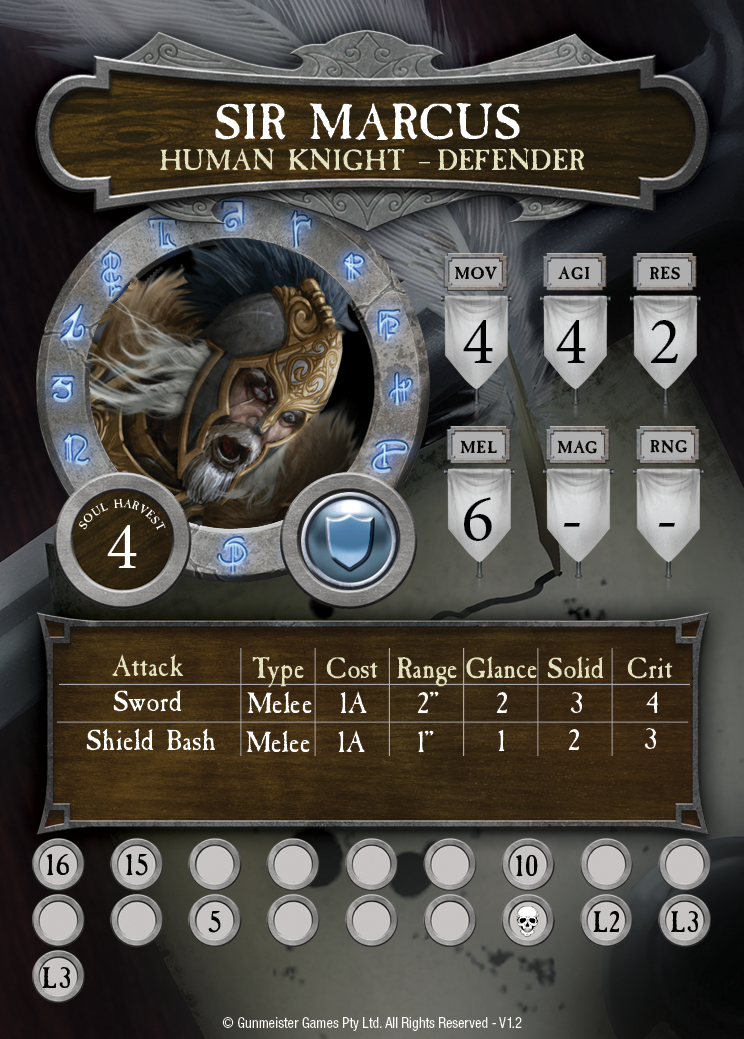 SIR MARCUS
HUMAN KNIGHT – DEFENDER
MOV AGI RES
4 4 2
MEL MAG RNG
6 - -
SOUL HARVEST
4
Attack Type Cost Range Glance Solid Crit
Sword Melee 1A 2” 2 3 4
Shield Bash Melee 1A 1” 1 2 3
16 15 10
5 L2 L3
L3
© Gunmeister Games Pty Ltd. All Rights Reserved - V1.2